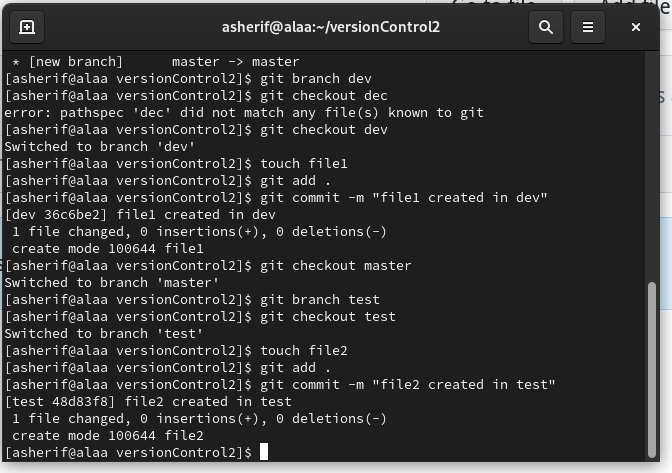 Go to file
Add file
asherif@alaa:~/versionControl2
 * [new branch]      master -> master
[asherif@alaa versionControl2]$ git branch dev
[asherif@alaa versionControl2]$ git checkout dec
error: pathspec 'dec' did not match any file(s) known to git
[asherif@alaa versionControl2]$ git checkout dev
Switched to branch 'dev'
[asherif@alaa versionControl2]$ touch file1
[asherif@alaa versionControl2]$ git add .
[asherif@alaa versionControl2]$ git commit -m "file1 created in dev"
[dev 36c6be2] file1 created in dev
 1 file changed, 0 insertions(+), 0 deletions(-)
 create mode 100644 file1
[asherif@alaa versionControl2]$ git checkout master
Switched to branch 'master'
[asherif@alaa versionControl2]$ git branch test
[asherif@alaa versionControl2]$ git checkout test
Switched to branch 'test'
[asherif@alaa versionControl2]$ touch file2
[asherif@alaa versionControl2]$ git add .
[asherif@alaa versionControl2]$ git commit -m "file2 created in test"
[test 48d83f8] file2 created in test
 1 file changed, 0 insertions(+), 0 deletions(-)
 create mode 100644 file2
[asherif@alaa versionControl2]$